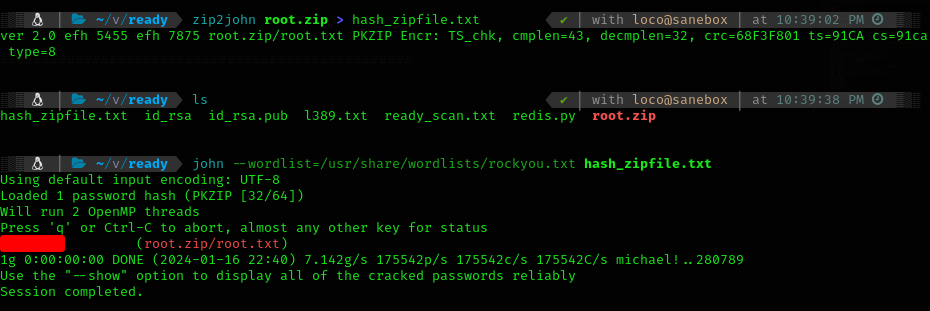 ~/v/ready zip2john root.zip > hash_zipfile.txt ✔ with loco@sanebox at 10:39:02 PM
ver 2.0 efh 5455 efh 7875 root.zip/root.txt PKZIP Encr: TS_chk, cmplen=43, decmplen=32, crc=68F3F801 ts=91CA cs=91ca
type=8
~/v/ready ls ✔ with loco@sanebox at 10:39:38 PM
hash_zipfile.txt id_rsa id_rsa.pub l389.txt ready_scan.txt redis.py root.zip
~/v/ready john --wordlist=/usr/share/wordlists/rockyou.txt hash_zipfile.txt
Using default input encoding: UTF-8
Loaded 1 password hash (PKZIP [32/64])
Will run 2 OpenMP threads
Press 'q' or Ctrl-C to abort, almost any other key for status
(root.zip/root.txt)
1g 0:00:00:00 DONE (2024-01-16 22:40) 7.142g/s 175542p/s 175542c/s 175542C/s michael!..280789
Use the "--show" option to display all of the cracked passwords reliably
Session completed.